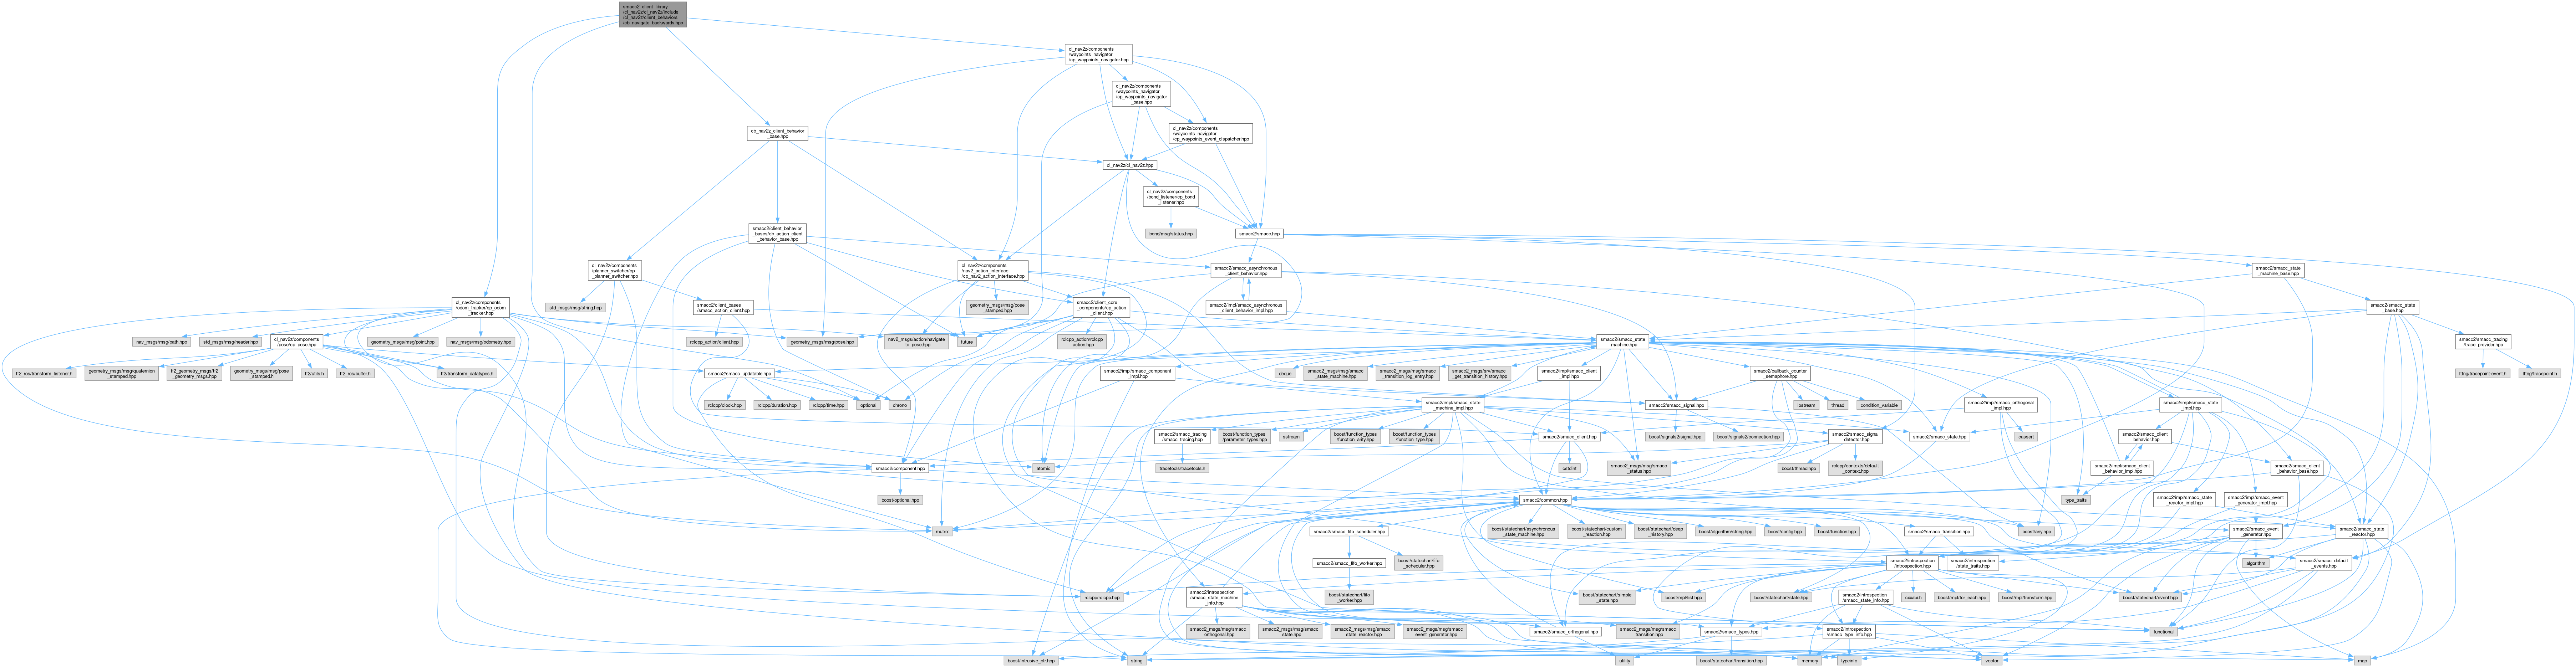 smacc2_client_library
/cl_nav2z/cl_nav2z/include
/cl_nav2z/client_behaviors
/cb_navigate_backwards.hpp
cl_nav2z/components
/waypoints_navigator
/cp_waypoints_navigator.hpp
cl_nav2z/components
/waypoints_navigator
/cp_waypoints_navigator
_base.hpp
cb_nav2z_client_behavior
_base.hpp
cl_nav2z/components
/waypoints_navigator
/cp_waypoints_event_dispatcher.hpp
cl_nav2z/cl_nav2z.hpp
cl_nav2z/components
/bond_listener/cp_bond
_listener.hpp
smacc2/client_behavior
_bases/cb_action_client
_behavior_base.hpp
bond/msg/status.hpp
smacc2/smacc.hpp
cl_nav2z/components
/planner_switcher/cp
_planner_switcher.hpp
cl_nav2z/components
/nav2_action_interface
/cp_nav2_action_interface.hpp
smacc2/smacc_asynchronous
_client_behavior.hpp
smacc2/smacc_state
_machine_base.hpp
cl_nav2z/components
/odom_tracker/cp_odom
_tracker.hpp
std_msgs/msg/string.hpp
smacc2/client_bases
/smacc_action_client.hpp
geometry_msgs/msg/pose
_stamped.hpp
smacc2/client_core
_components/cp_action
_client.hpp
smacc2/impl/smacc_asynchronous
_client_behavior_impl.hpp
smacc2/smacc_state
_base.hpp
nav_msgs/msg/path.hpp
std_msgs/msg/header.hpp
cl_nav2z/components
/pose/cp_pose.hpp
geometry_msgs/msg/point.hpp
nav_msgs/msg/odometry.hpp
rclcpp_action/client.hpp
geometry_msgs/msg/pose.hpp
nav2_msgs/action/navigate
_to_pose.hpp
future
rclcpp_action/rclcpp
_action.hpp
smacc2/smacc_state
_machine.hpp
smacc2/smacc_tracing
/trace_provider.hpp
tf2_ros/transform_listener.h
geometry_msgs/msg/quaternion
_stamped.hpp
tf2_geometry_msgs/tf2
_geometry_msgs.hpp
geometry_msgs/msg/pose
_stamped.h
tf2/utils.h
tf2_ros/buffer.h
tf2/transform_datatypes.h
smacc2/smacc_updatable.hpp
smacc2/impl/smacc_component
_impl.hpp
deque
smacc2_msgs/msg/smacc
_state_machine.hpp
smacc2_msgs/msg/smacc
_transition_log_entry.hpp
smacc2_msgs/srv/smacc
_get_transition_history.hpp
smacc2/impl/smacc_client
_impl.hpp
smacc2/callback_counter
_semaphore.hpp
lttng/tracepoint-event.h
lttng/tracepoint.h
rclcpp/clock.hpp
rclcpp/duration.hpp
rclcpp/time.hpp
optional
chrono
smacc2/impl/smacc_state
_machine_impl.hpp
smacc2/smacc_signal.hpp
iostream
thread
condition_variable
smacc2/impl/smacc_orthogonal
_impl.hpp
smacc2/impl/smacc_state
_impl.hpp
smacc2/smacc_tracing
/smacc_tracing.hpp
boost/function_types
/parameter_types.hpp
sstream
boost/function_types
/function_arity.hpp
boost/function_types
/function_type.hpp
smacc2/smacc_client.hpp
boost/signals2/signal.hpp
boost/signals2/connection.hpp
smacc2/smacc_signal
_detector.hpp
smacc2/smacc_state.hpp
cassert
smacc2/smacc_client
_behavior.hpp
smacc2/component.hpp
atomic
tracetools/tracetools.h
cstdint
smacc2_msgs/msg/smacc
_status.hpp
boost/thread.hpp
rclcpp/contexts/default
_context.hpp
smacc2/impl/smacc_client
_behavior_impl.hpp
smacc2/smacc_client
_behavior_base.hpp
boost/optional.hpp
smacc2/common.hpp
type_traits
smacc2/impl/smacc_state
_reactor_impl.hpp
smacc2/impl/smacc_event
_generator_impl.hpp
mutex
smacc2/smacc_fifo_scheduler.hpp
boost/statechart/asynchronous
_state_machine.hpp
boost/statechart/custom
_reaction.hpp
boost/statechart/deep
_history.hpp
boost/algorithm/string.hpp
boost/config.hpp
boost/function.hpp
smacc2/smacc_transition.hpp
boost/any.hpp
smacc2/smacc_event
_generator.hpp
smacc2/smacc_state
_reactor.hpp
smacc2/smacc_fifo_worker.hpp
boost/statechart/fifo
_scheduler.hpp
smacc2/introspection
/introspection.hpp
smacc2/introspection
/state_traits.hpp
algorithm
smacc2/smacc_default
_events.hpp
rclcpp/rclcpp.hpp
smacc2/introspection
/smacc_state_machine
_info.hpp
boost/statechart/fifo
_worker.hpp
boost/statechart/simple
_state.hpp
boost/mpl/list.hpp
boost/statechart/state.hpp
smacc2/introspection
/smacc_state_info.hpp
cxxabi.h
boost/mpl/for_each.hpp
boost/mpl/transform.hpp
boost/statechart/event.hpp
smacc2_msgs/msg/smacc
_orthogonal.hpp
smacc2_msgs/msg/smacc
_state.hpp
smacc2_msgs/msg/smacc
_state_reactor.hpp
smacc2_msgs/msg/smacc
_event_generator.hpp
smacc2/smacc_orthogonal.hpp
smacc2_msgs/msg/smacc
_transition.hpp
smacc2/smacc_types.hpp
smacc2/introspection
/smacc_type_info.hpp
functional
boost/intrusive_ptr.hpp
string
utility
boost/statechart/transition.hpp
memory
typeinfo
vector
map